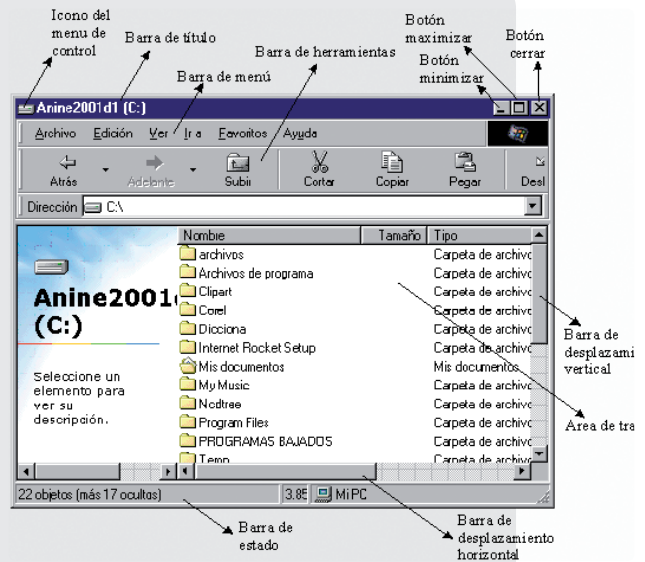 Icono del
menu de
control
Barra de título
Barra de menú
Barra de herramientas
Botón
maximizar
Botón
minimizar
Botón
cerrar
Anine2001d1 (C:)
Archivo Edición Ver Ir a Favoritos Ayuda
Atrás Adelante Subir Cortar Copiar Pegar Desl
Dirección C:\
Nombre Tamaño Tipo
archivos Carpeta de archivo
Archivos de programa Carpeta de archivo
Clipart Carpeta de archivo
Corel Carpeta de archivo
Dicciona Carpeta de archivo
Internet Rocket Setup Carpeta de archivo
Mis documentos Mis documentos
My Music Carpeta de archivo
Nodtree Carpeta de archivo
Program Files Carpeta de archivo
PROGRAMAS BAJADOS Carpeta de archivo
Temp Carpeta de archivo
Anine2001
(C:)
Seleccione un
elemento para
ver su
descripción.
22 objetos (más 17 ocultos) 3.85 Mi PC
Barra de
desplazami
vertical
Area de tra
Barra de
estado
Barra de
desplazamiento
horizontal